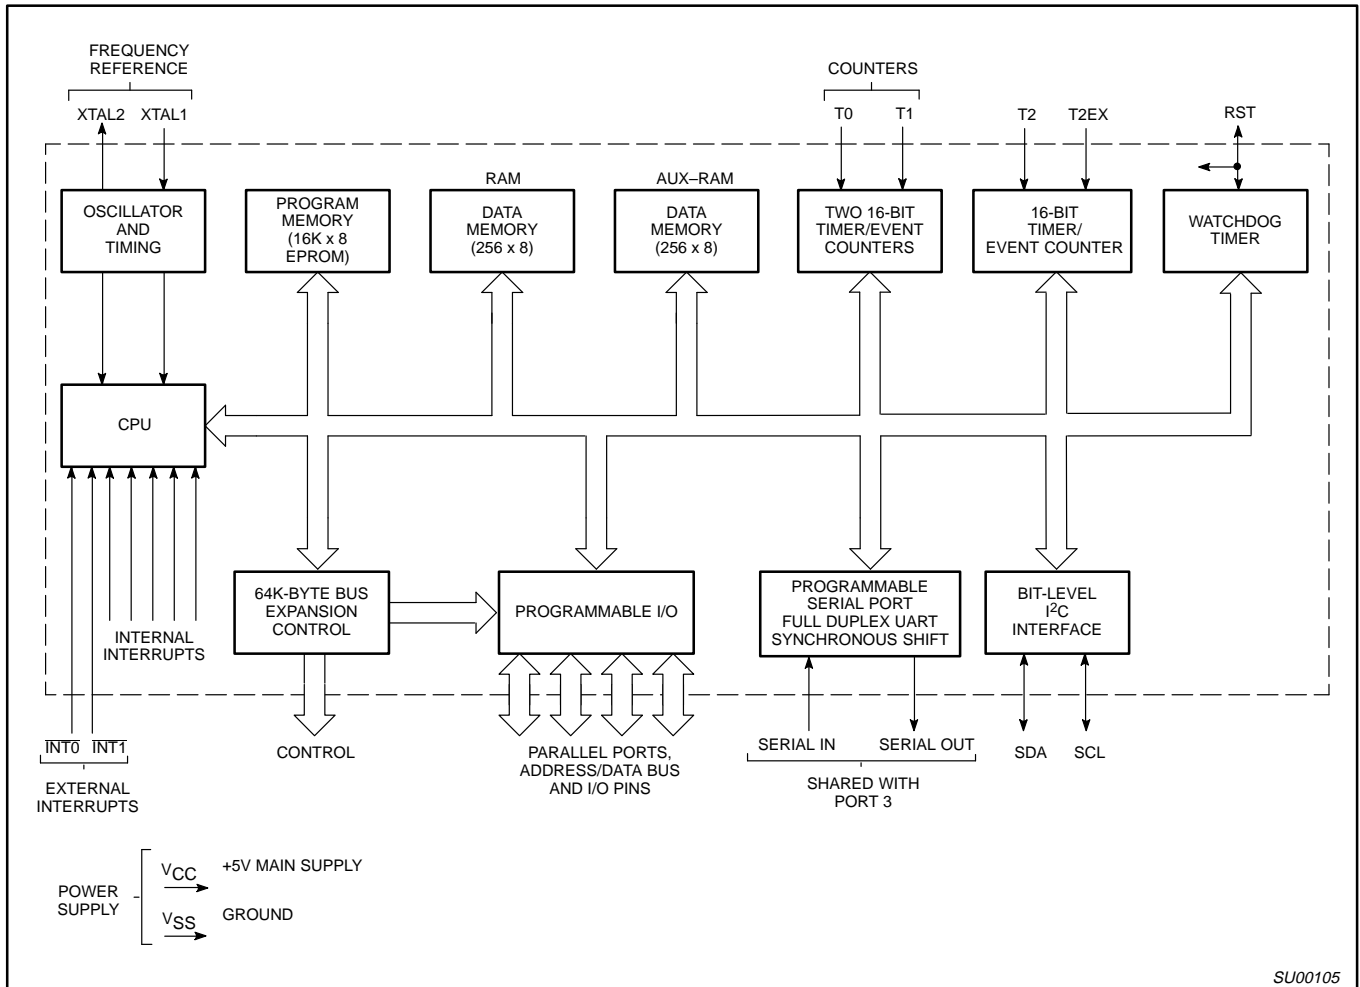 FREQUENCY
REFERENCE
XTAL2 XTAL1
COUNTERS
T0 T1
T2 T2EX
RST
OSCILLATOR
AND
TIMING
PROGRAM
MEMORY
(16K x 8
EPROM)
RAM
DATA
MEMORY
(256 x 8)
AUX–RAM
DATA
MEMORY
(256 x 8)
TWO 16-BIT
TIMER/EVENT
COUNTERS
16-BIT
TIMER/
EVENT COUNTER
WATCHDOG
TIMER
CPU
INTERNAL
INTERRUPTS
64K-BYTE BUS
EXPANSION
CONTROL
PROGRAMMABLE I/O
PROGRAMMABLE
SERIAL PORT
FULL DUPLEX UART
SYNCHRONOUS SHIFT
BIT-LEVEL
I²C
INTERFACE
INT0 INT1
EXTERNAL
INTERRUPTS
CONTROL
PARALLEL PORTS,
ADDRESS/DATA BUS
AND I/O PINS
SERIAL IN SERIAL OUT
SHARED WITH
PORT 3
SDA SCL
POWER
SUPPLY
VCC +5V MAIN SUPPLY
VSS GROUND
SU00105